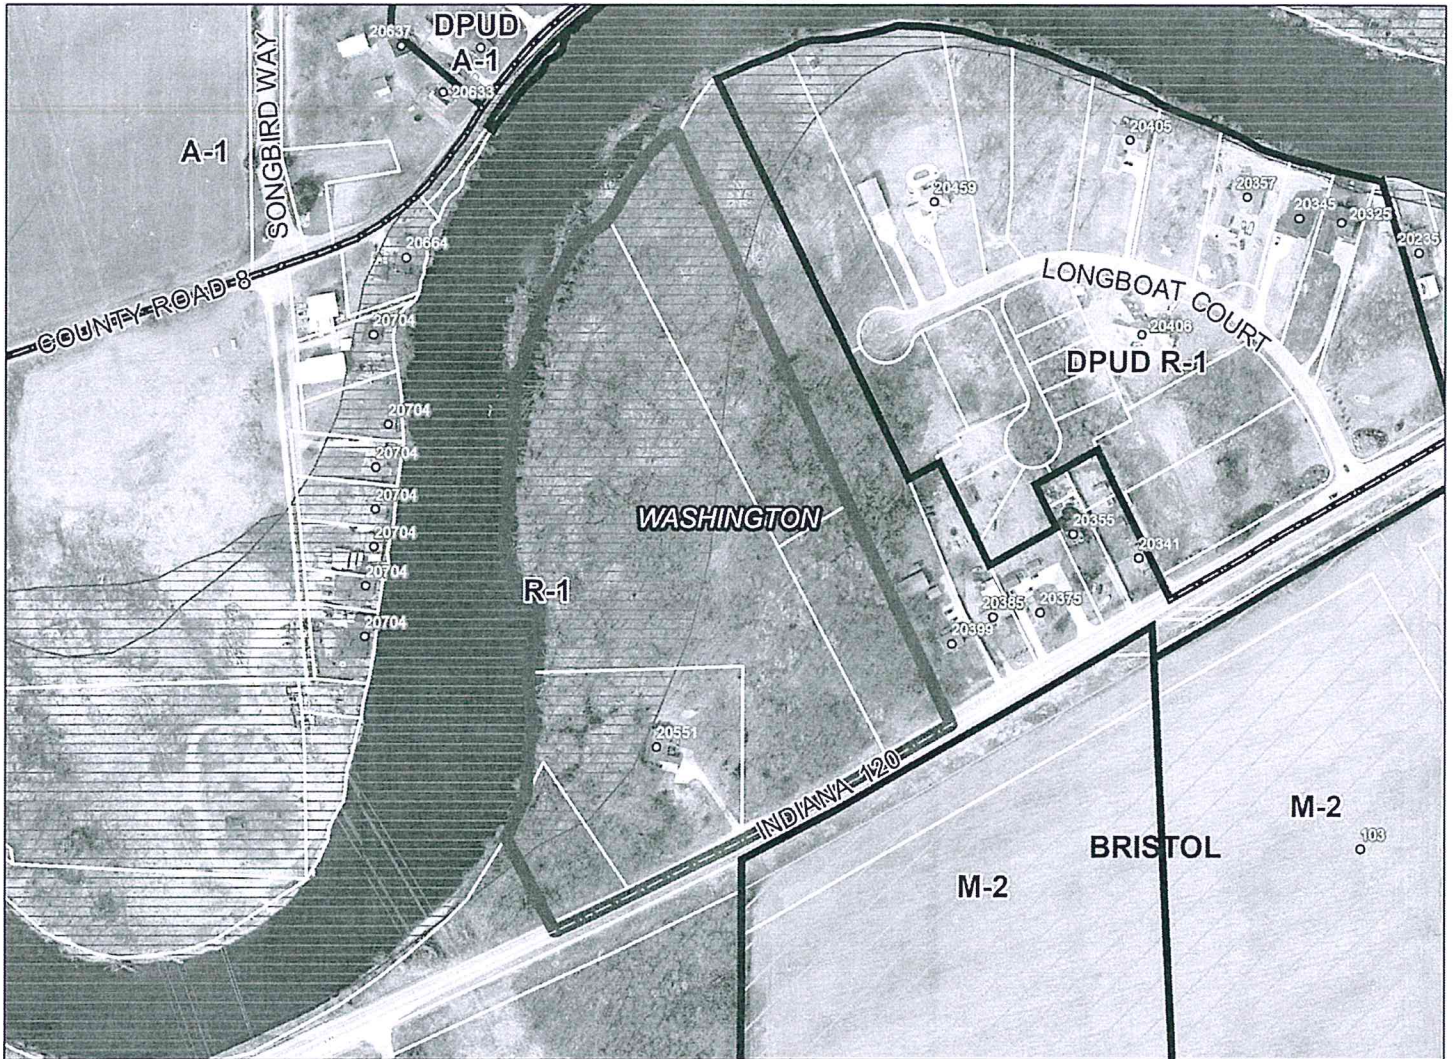 DPUD
A-1
20637
20633
SONGBIRD WAY
A-1
20664
COUNTY ROAD 8
20704
20704
20704
20704
20704
20704
20704
20405
20459
20357
20345
20325
20235
LONGBOAT COURT
20406
DPUD R-1
WASHINGTON
R-1
20355
20341
20385
20375
20399
20551
INDIANA 120
M-2
103
BRISTOL
M-2